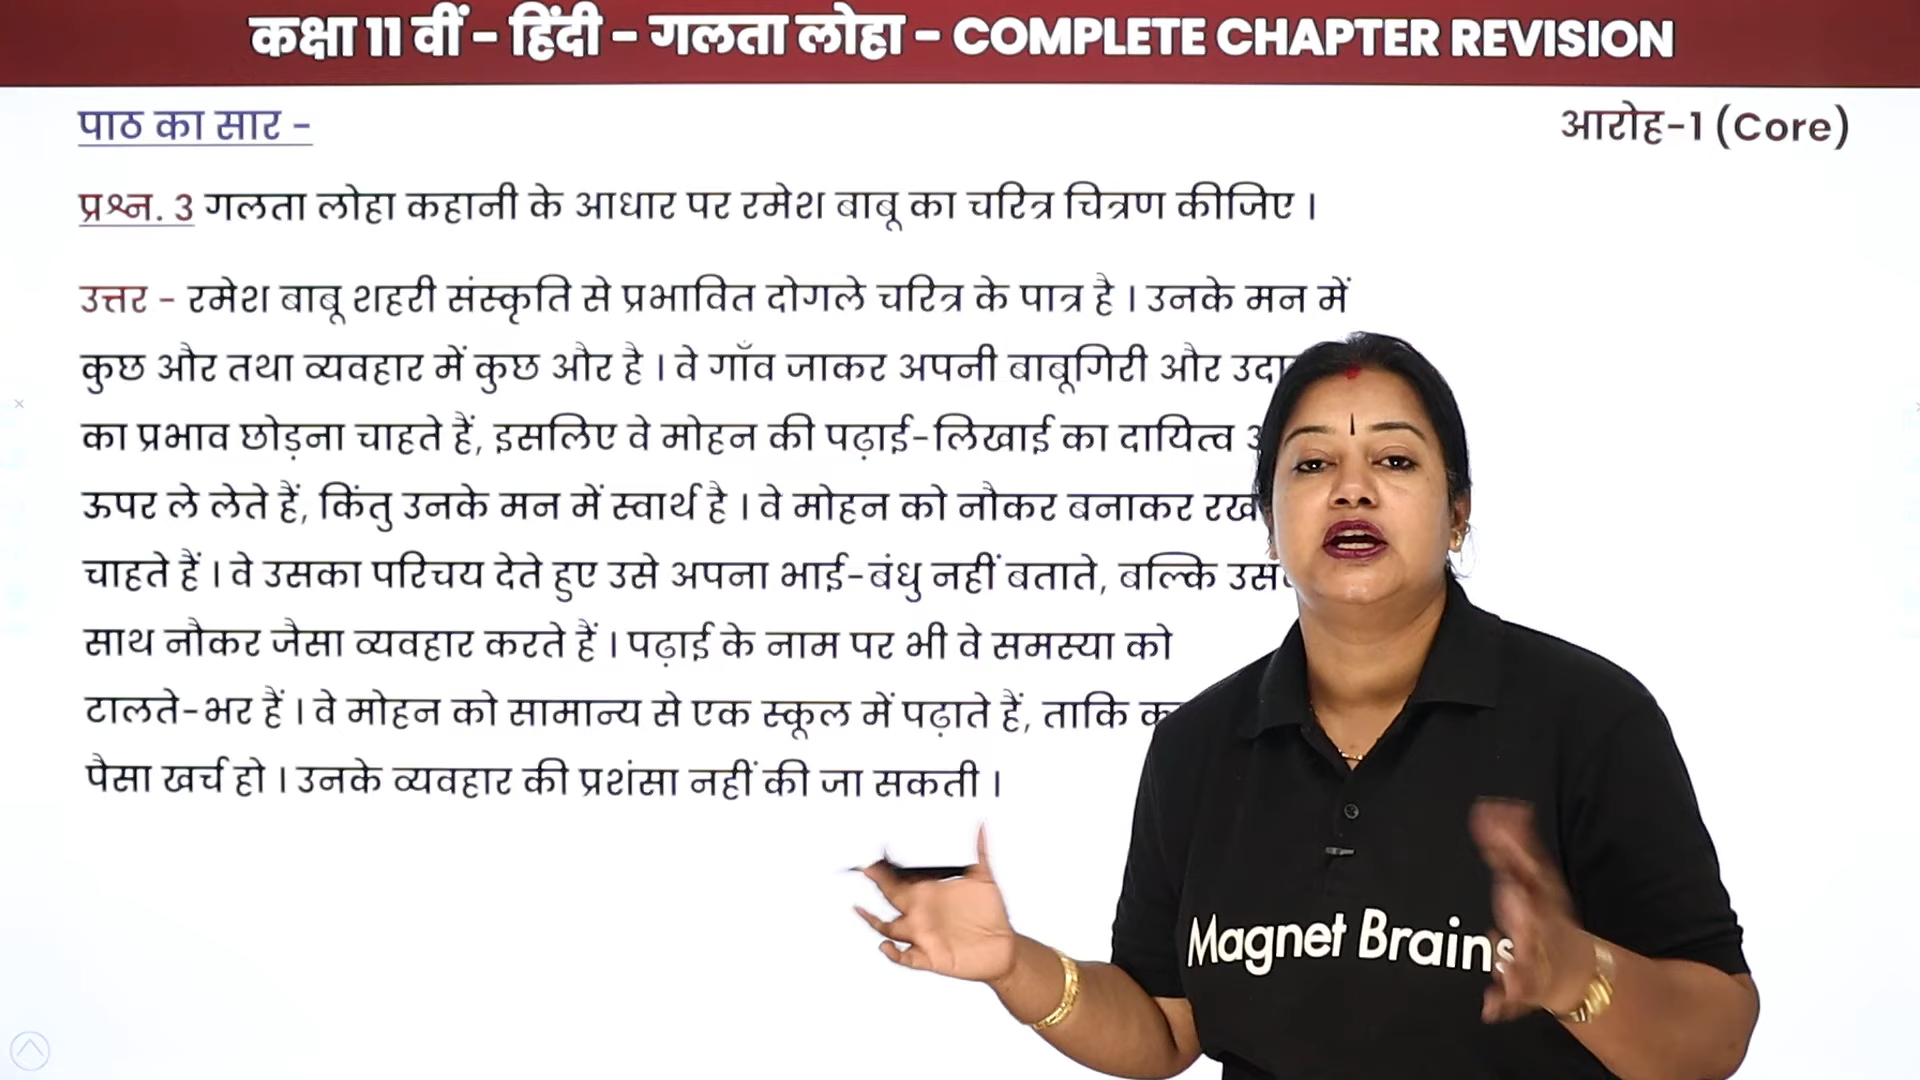 कक्षा 11 वीं - हिंदी - गलता लोहा - COMPLETE CHAPTER REVISION
पाठ का सार -
आरोह-1 (Core)
प्रश्न. 3 गलता लोहा कहानी के आधार पर रमेश बाबू का चरित्र चित्रण कीजिए ।
उत्तर - रमेश बाबू शहरी संस्कृति से प्रभावित दोगले चरित्र के पात्र है । उनके मन में
कुछ और तथा व्यवहार में कुछ और है । वे गाँव जाकर अपनी बाबूगिरी और
का प्रभाव छोड़ना चाहते हैं, इसलिए वे मोहन की पढ़ाई-लिखाई का दायित्व
ऊपर ले लेते हैं, किंतु उनके मन में स्वार्थ है । वे मोहन को नौकर बनाकर
चाहते हैं । वे उसका परिचय देते हुए उसे अपना भाई-बंधु नहीं बताते, बल्कि
साथ नौकर जैसा व्यवहार करते हैं । पढ़ाई के नाम पर भी वे समस्या को
टालते-भर हैं । वे मोहन को सामान्य से एक स्कूल में पढ़ाते हैं, ताकि
पैसा खर्च हो । उनके व्यवहार की प्रशंसा नहीं की जा सकती ।
Magnet Brains